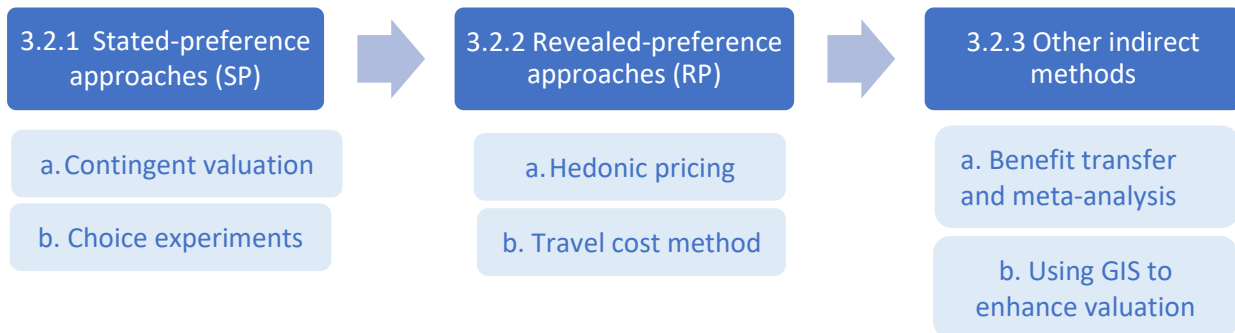 3.2.1 Stated-preference
approaches (SP)
a. Contingent valuation
b. Choice experiments
3.2.2 Revealed-preference
approaches (RP)
a. Hedonic pricing
b. Travel cost method
3.2.3 Other indirect
methods
a. Benefit transfer
and meta-analysis
b. Using GIS to
enhance valuation